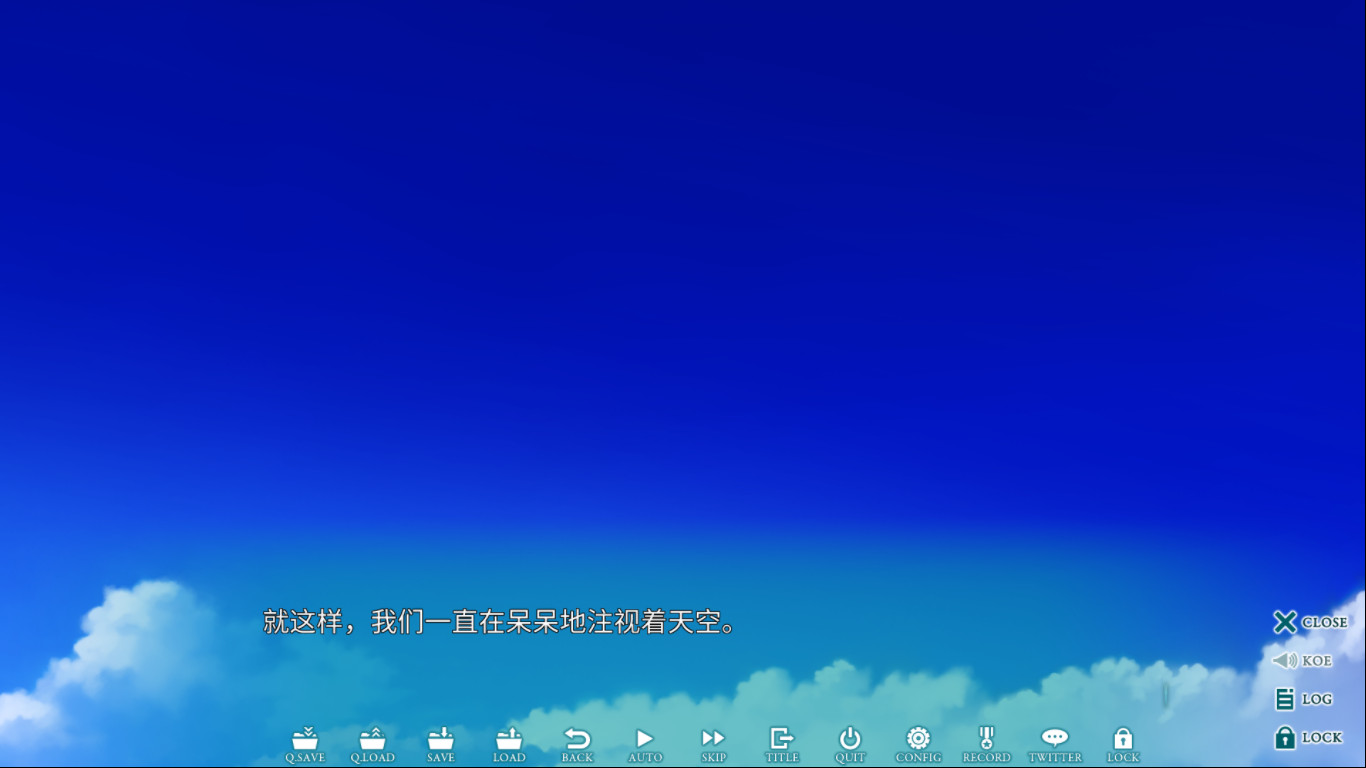 就这样，我们一直在呆呆地注视着天空。
CLOSE
KOE
LOG
LOCK
Q.SAVE Q.LOAD SAVE LOAD BACK AUTO SKIP TITLE QUIT CONFIG RECORD TWITTER LOCK